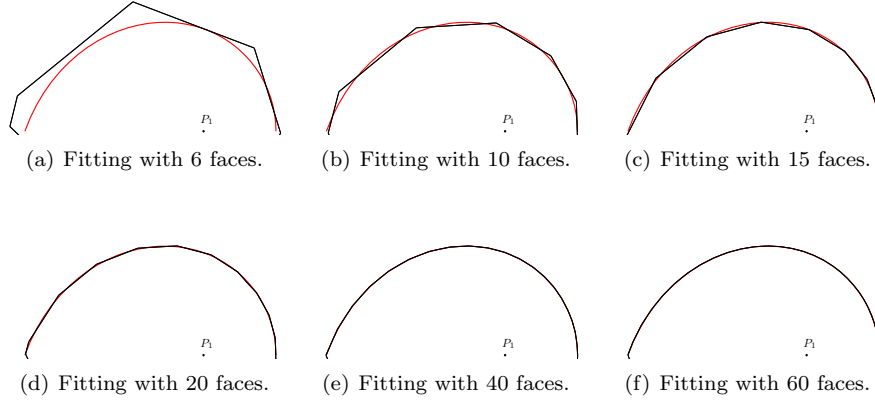 P1 P1 P1
(a) Fitting with 6 faces. (b) Fitting with 10 faces. (c) Fitting with 15 faces.
P1 P1 P1
(d) Fitting with 20 faces. (e) Fitting with 40 faces. (f) Fitting with 60 faces.